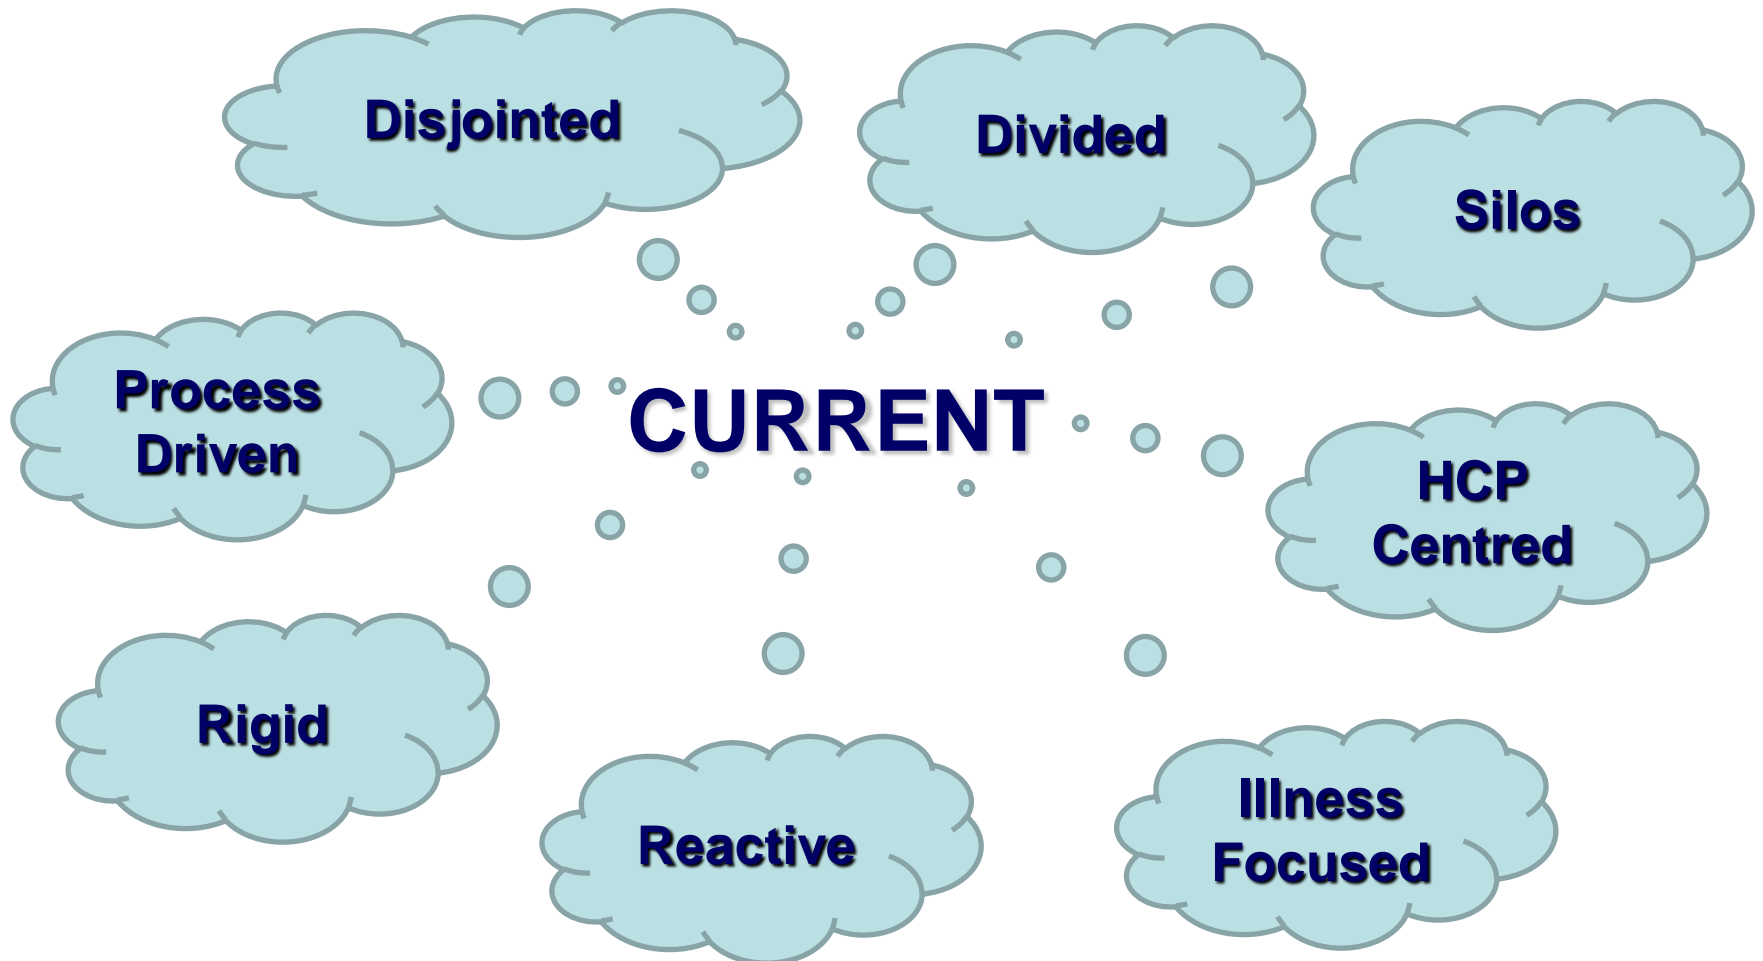 Disjointed
Divided
Silos
Process
Driven
CURRENT
HCP
Centred
Rigid
Reactive
Illness
Focused